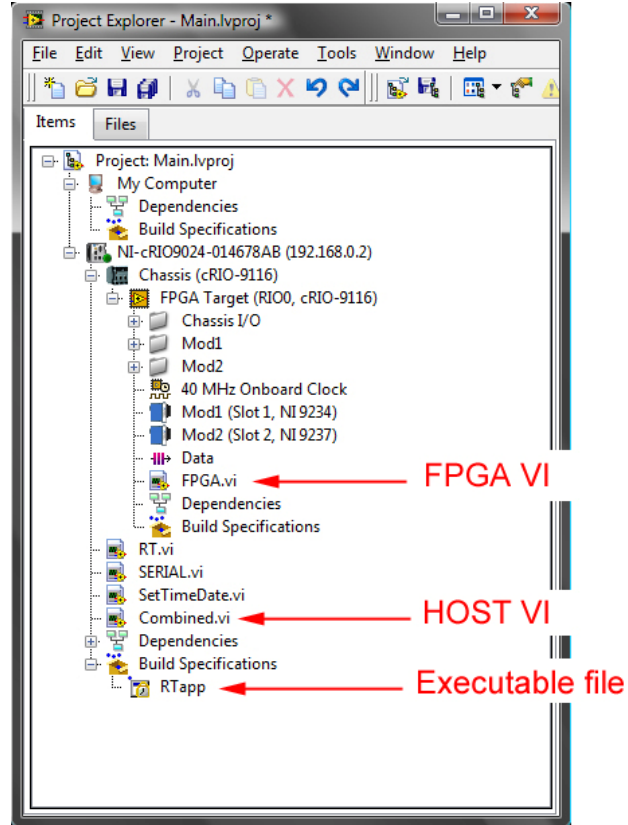 Project Explorer - Main.lvproj *
File Edit View Project Operate Tools Window Help
Items Files
Project: Main.lvproj
My Computer
Dependencies
Build Specifications
NI-cRIO9024-014678AB (192.168.0.2)
Chassis (cRIO-9116)
FPGA Target (RIO0, cRIO-9116)
Chassis I/O
Mod1
Mod2
40 MHz Onboard Clock
Mod1 (Slot 1, NI 9234)
Mod2 (Slot 2, NI 9237)
Data
FPGA.vi FPGA VI
Dependencies
Build Specifications
RT.vi
SERIAL.vi
SetTimeDate.vi
Combined.vi HOST VI
Dependencies
Build Specifications
RTapp Executable file